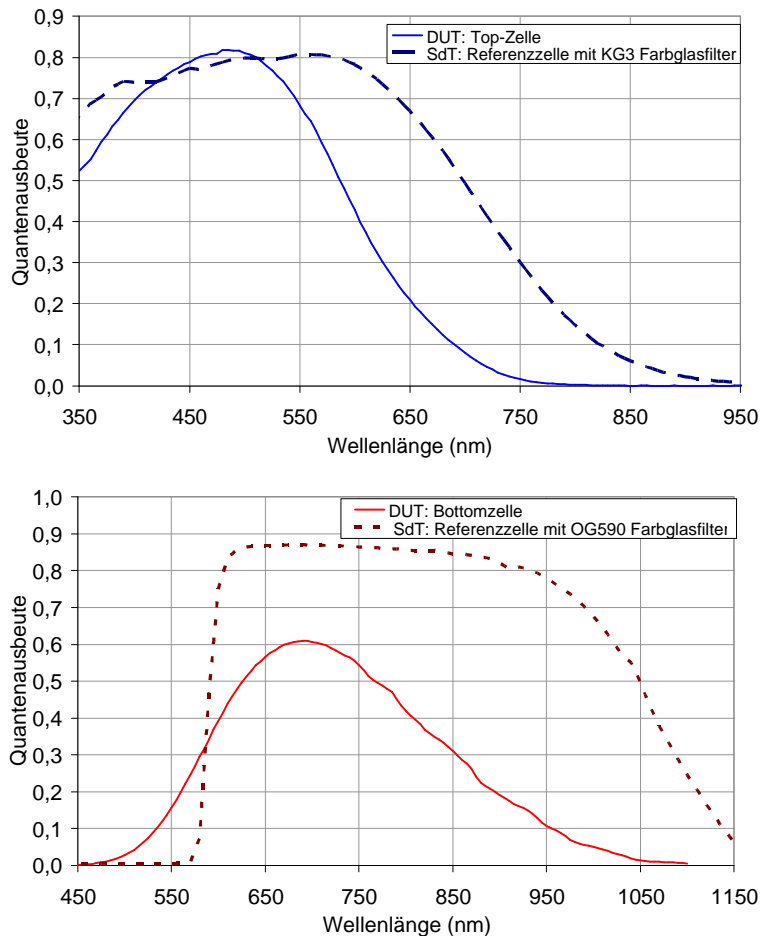 0,9
0,8
0,7
0,6
0,5
0,4
0,3
0,2
0,1
0,0
Quantenausbeute
DUT: Top-Zelle
SdT: Referenzzelle mit KG3 Farbglasfilter
350 450 550 650 750 850 950
Wellenlänge (nm)
1,0
0,9
0,8
0,7
0,6
0,5
0,4
0,3
0,2
0,1
0,0
Quantenausbeute
DUT: Bottomzelle
SdT: Referenzzelle mit OG590 Farbglasfilter
450 550 650 750 850 950 1050 1150
Wellenlänge (nm)